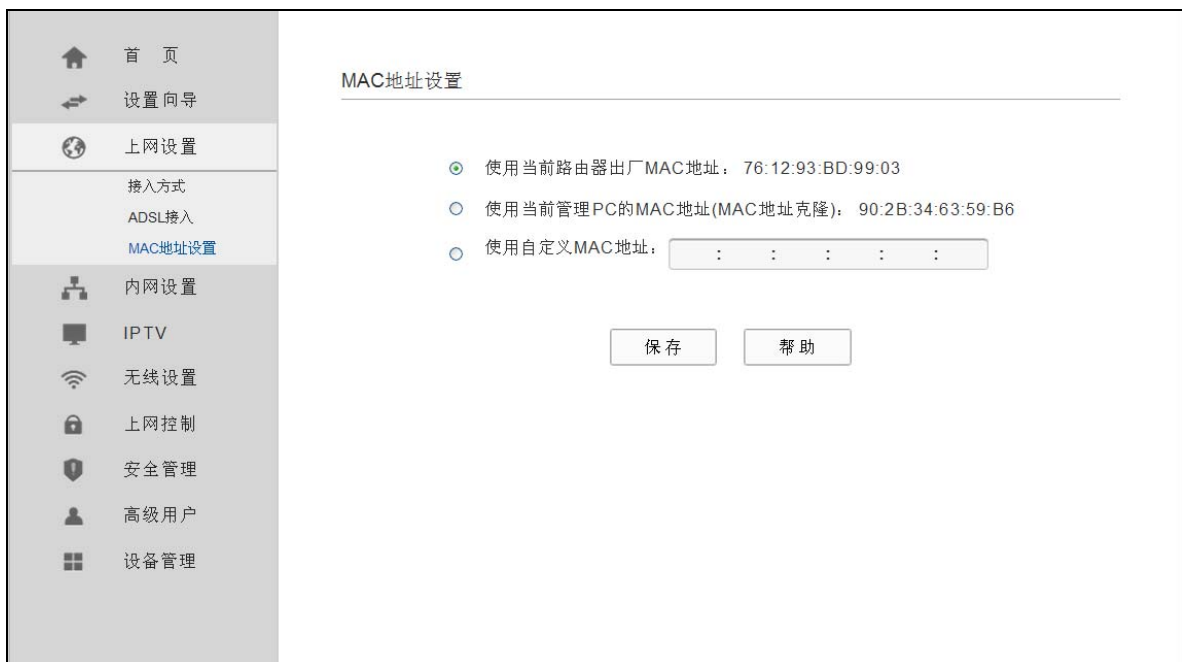 首 页
设置向导
上网设置
接入方式
ADSL接入
MAC地址设置
内网设置
IPTV
无线设置
上网控制
安全管理
高级用户
设备管理
MAC地址设置
使用当前路由器出厂MAC地址： 76:12:93:BD:99:03
使用当前管理PC的MAC地址(MAC地址克隆)： 90:2B:34:63:59:B6
使用自定义MAC地址： : : : : :
保存 帮助